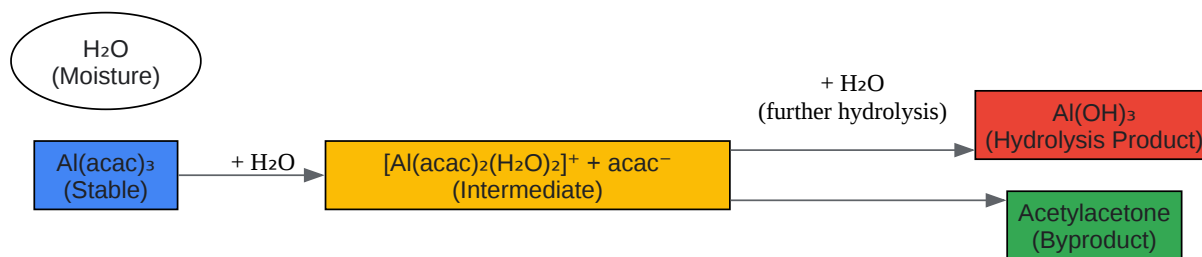 H₂O
(Moisture)
Al(acac)₃
(Stable)
+ H₂O
[Al(acac)₂(H₂O)₂]⁺ + acac⁻
(Intermediate)
+ H₂O
(further hydrolysis)
Al(OH)₃
(Hydrolysis Product)
Acetylacetone
(Byproduct)